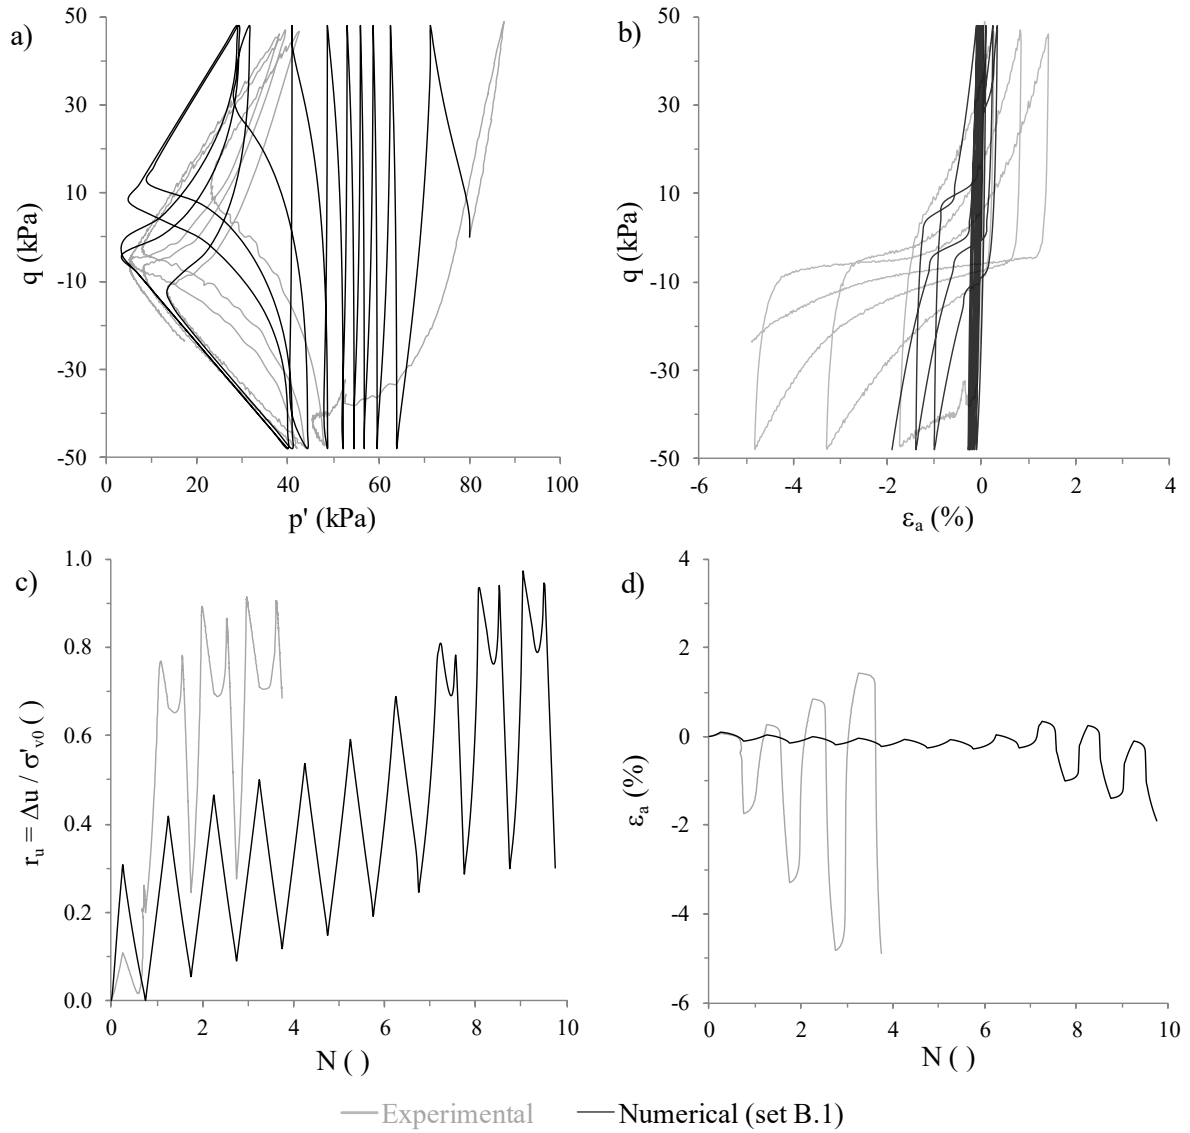 a)
50
30
10
-10
-30
-50
q (kPa)
0 20 40 60 80 100
p' (kPa)
b)
50
30
10
-10
-30
-50
q (kPa)
-6 -4 -2 0 2 4
εa (%)
c)
1.0
0.8
0.6
0.4
0.2
0.0
ru = Δu / σ'v0 ( )
0 2 4 6 8 10
N ( )
d)
4
2
0
-2
-4
-6
εa (%)
0 2 4 6 8 10
N ( )
Experimental Numerical (set B.1)